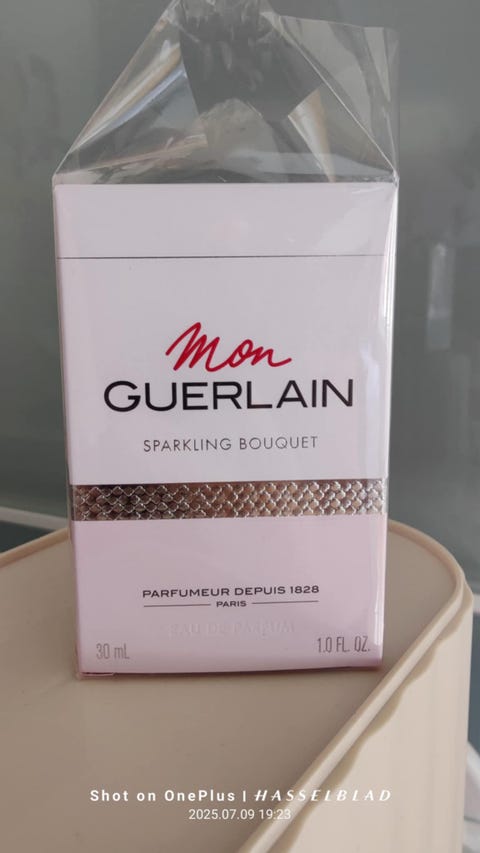 Mon
GUERLAIN
SPARKLING BOUQUET
PARFUMEUR DEPUIS 1828
PARIS
EAU DE PARFUM
30 mL 1.0 FL. OZ.
Shot on OnePlus | HASSELBLAD
2025.07.09 19:23